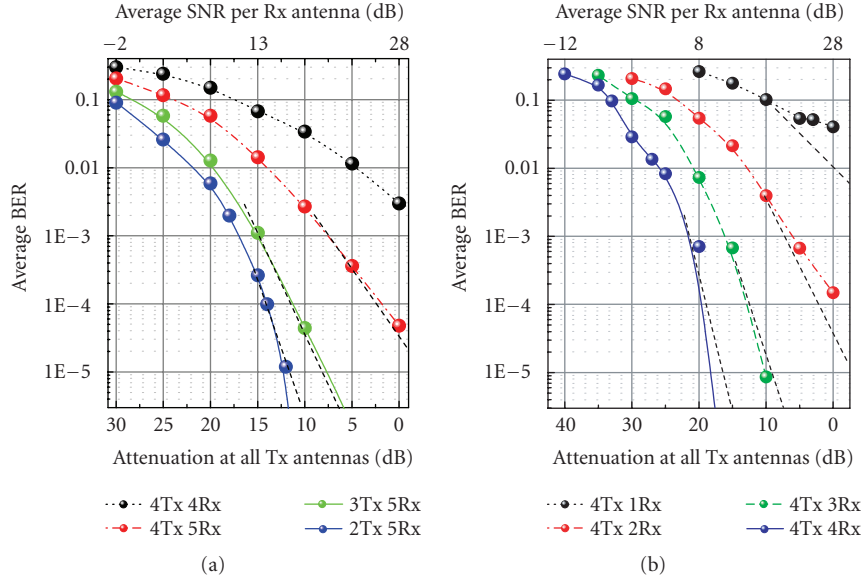 Average SNR per Rx antenna (dB)
−2 13 28
0.1
0.01
1E−3
1E−4
1E−5
Average BER
30 25 20 15 10 5 0
Attenuation at all Tx antennas (dB)
4Tx 4Rx
4Tx 5Rx
3Tx 5Rx
2Tx 5Rx
(a)
Average SNR per Rx antenna (dB)
−12 8 28
0.1
0.01
1E−3
1E−4
1E−5
Average BER
40 30 20 10 0
Attenuation at all Tx antennas (dB)
4Tx 1Rx
4Tx 2Rx
4Tx 3Rx
4Tx 4Rx
(b)